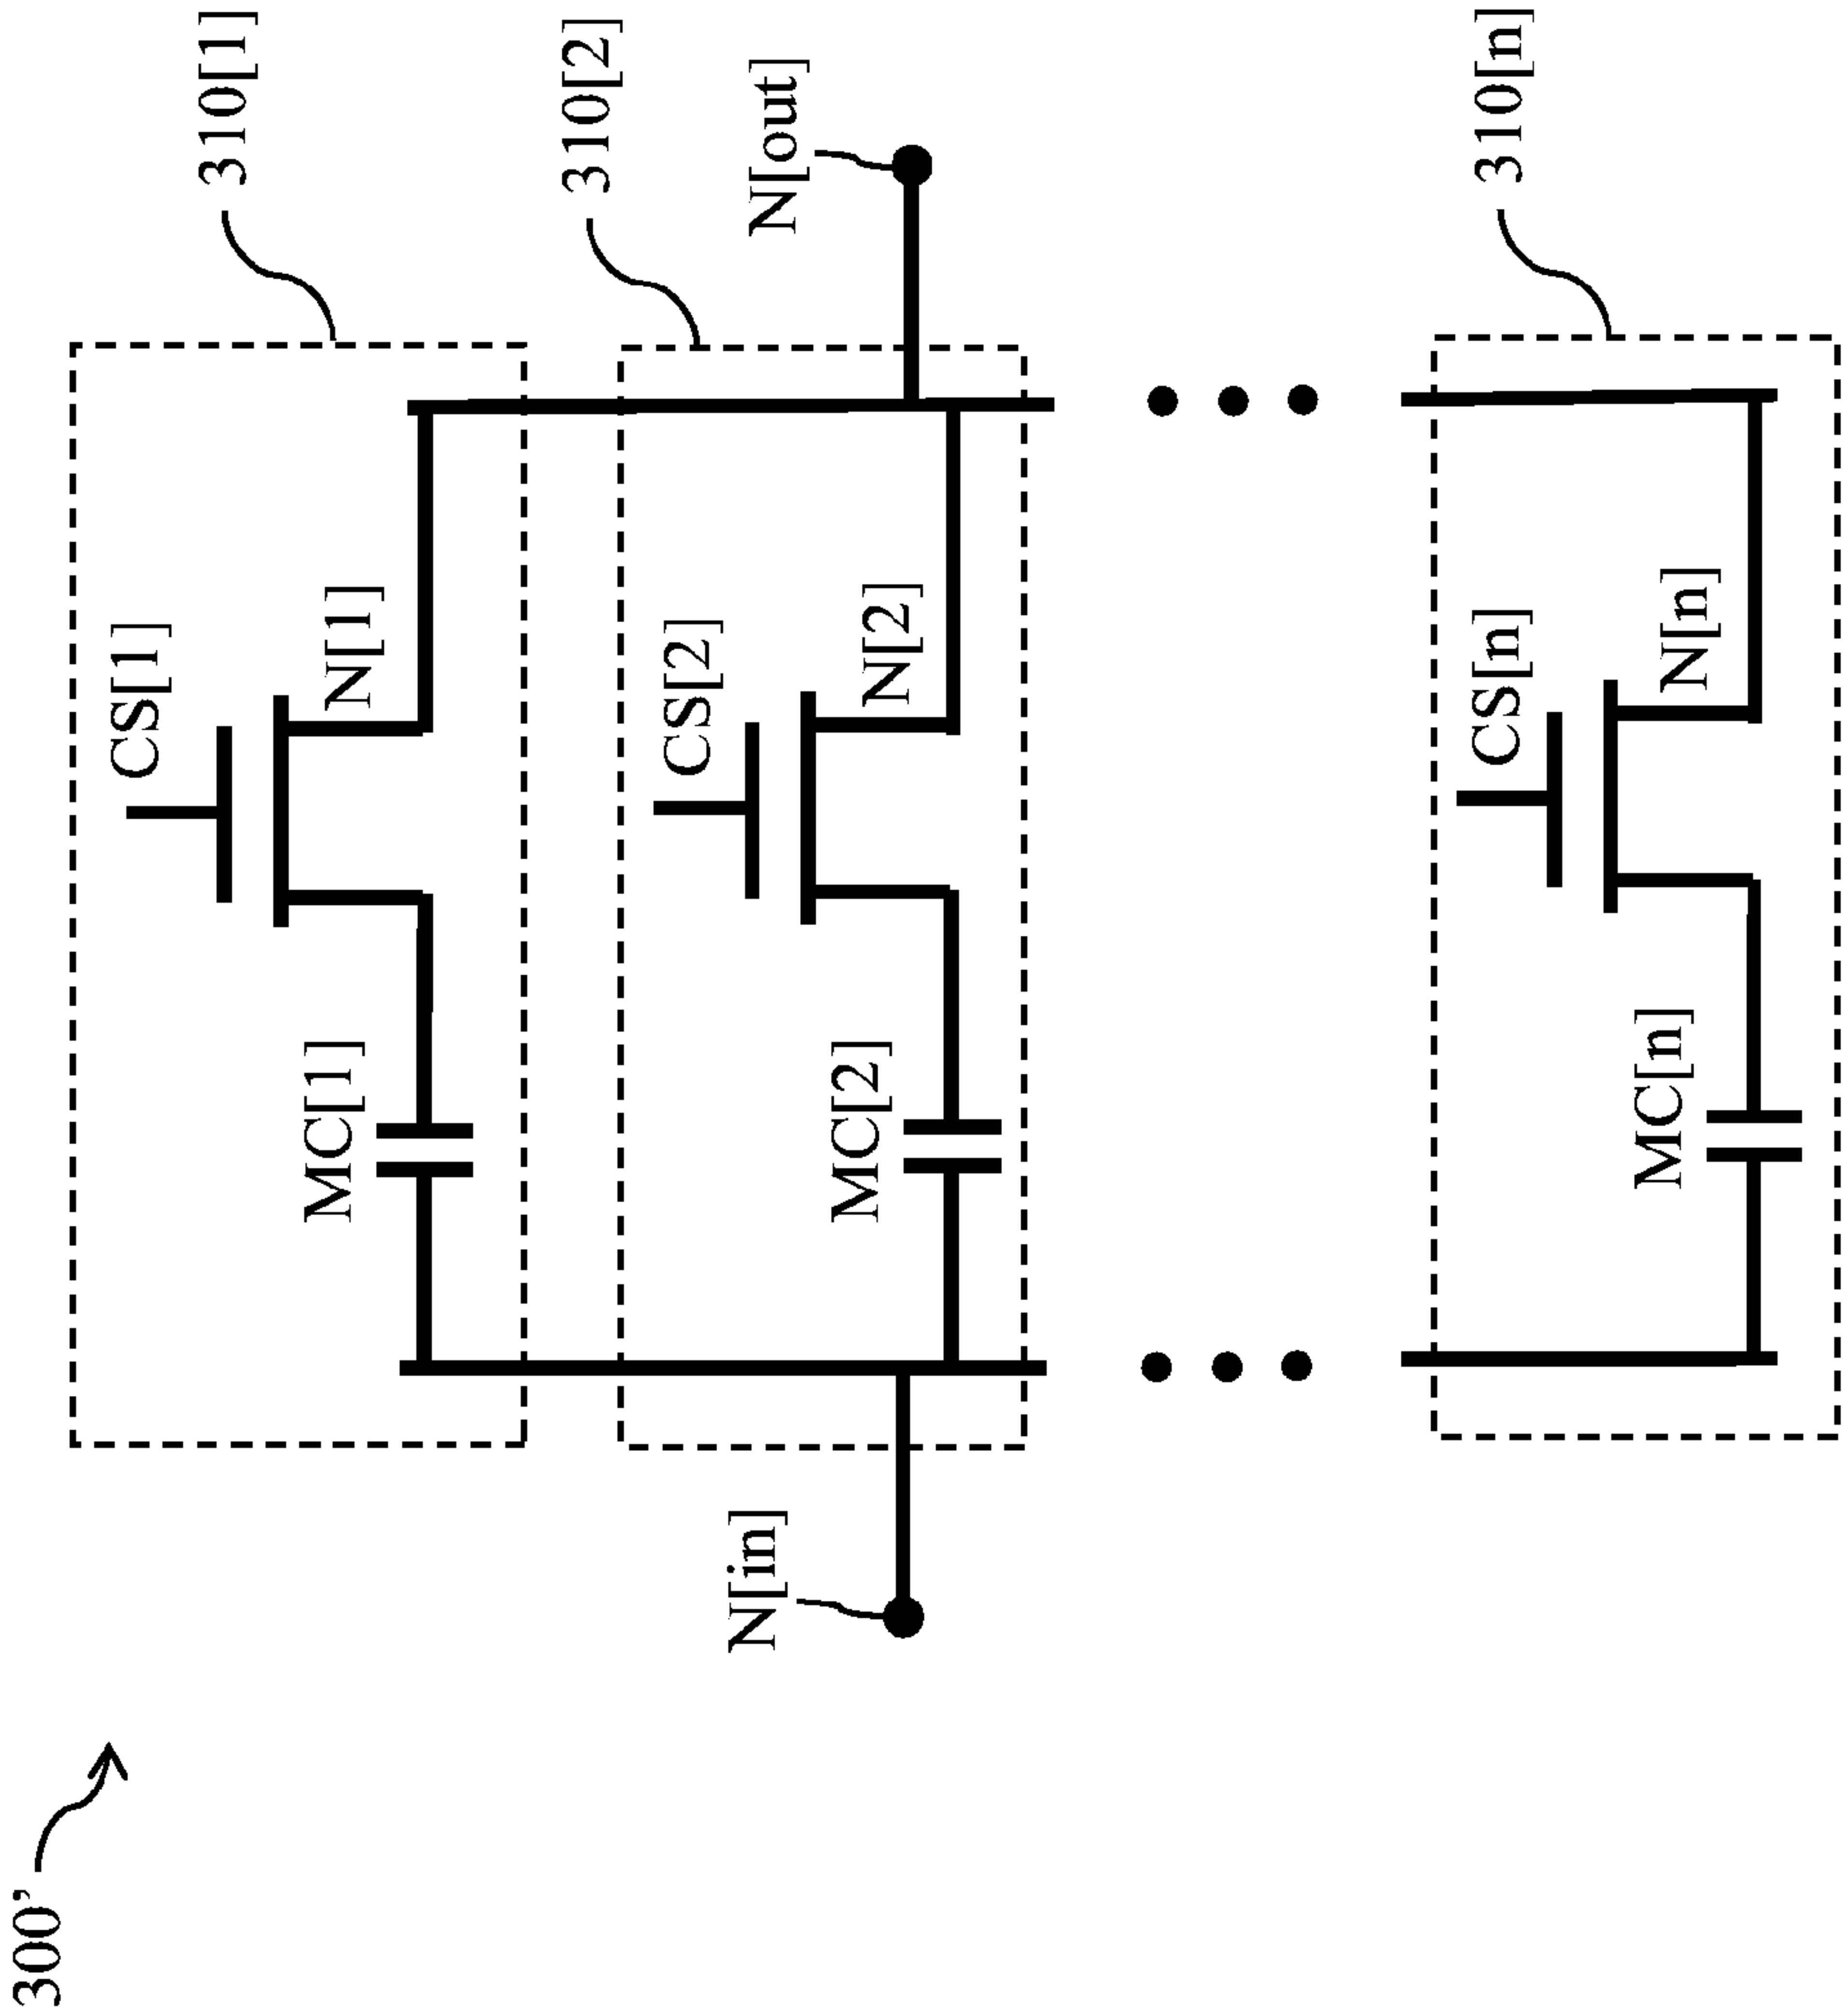 300’
310[1]
CS[1]
N[1]
MC[1]
310[2]
CS[2]
N[2]
MC[2]
N[in]
N[out]
310[n]
CS[n]
N[n]
MC[n]